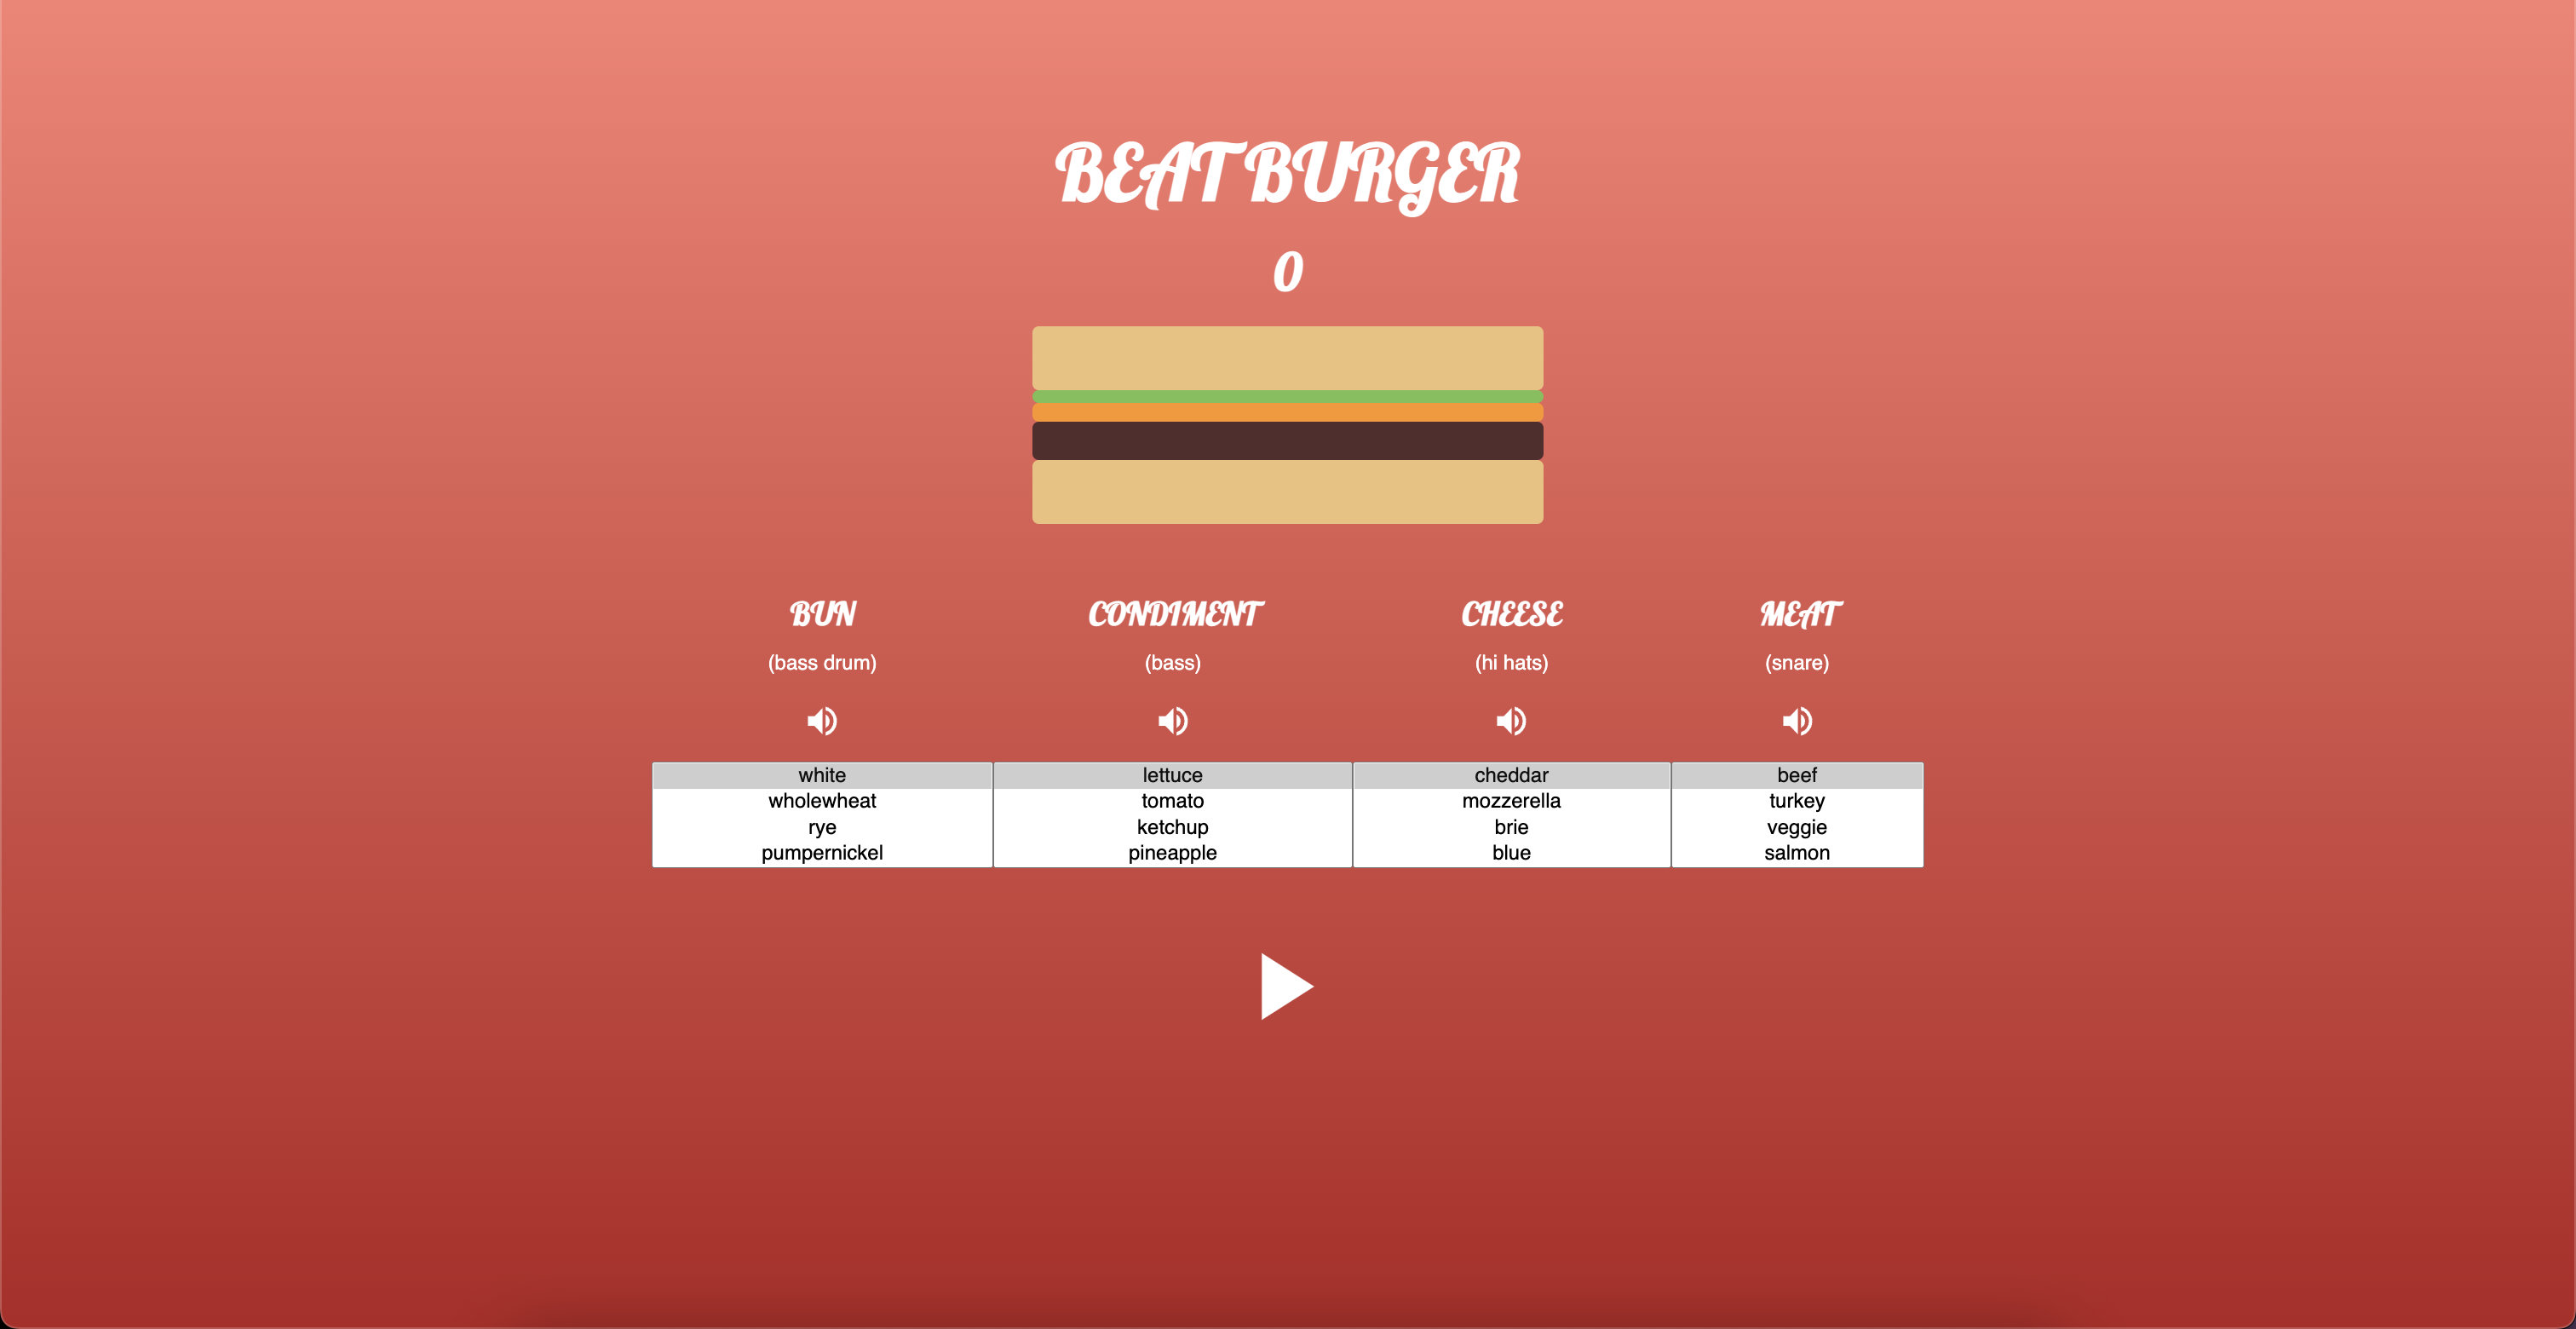 BEAT BURGER
0
BUN CONDIMENT CHEESE MEAT
(bass drum) (bass) (hi hats) (snare)
white lettuce cheddar beef
wholewheat tomato mozzerella turkey
rye ketchup brie veggie
pumpernickel pineapple blue salmon